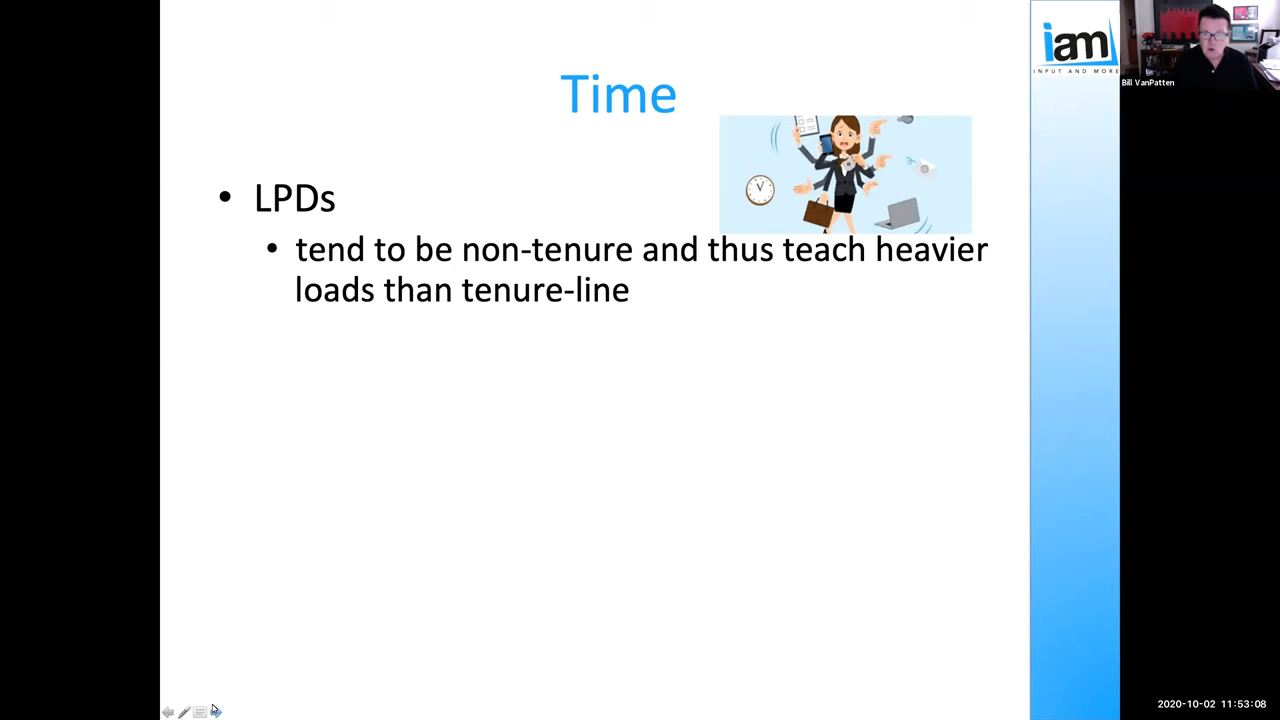 Time
• LPDs
• tend to be non-tenure and thus teach heavier
loads than tenure-line
iam
INPUT AND MORE
Bill VanPatten
2020-10-02 11:53:08